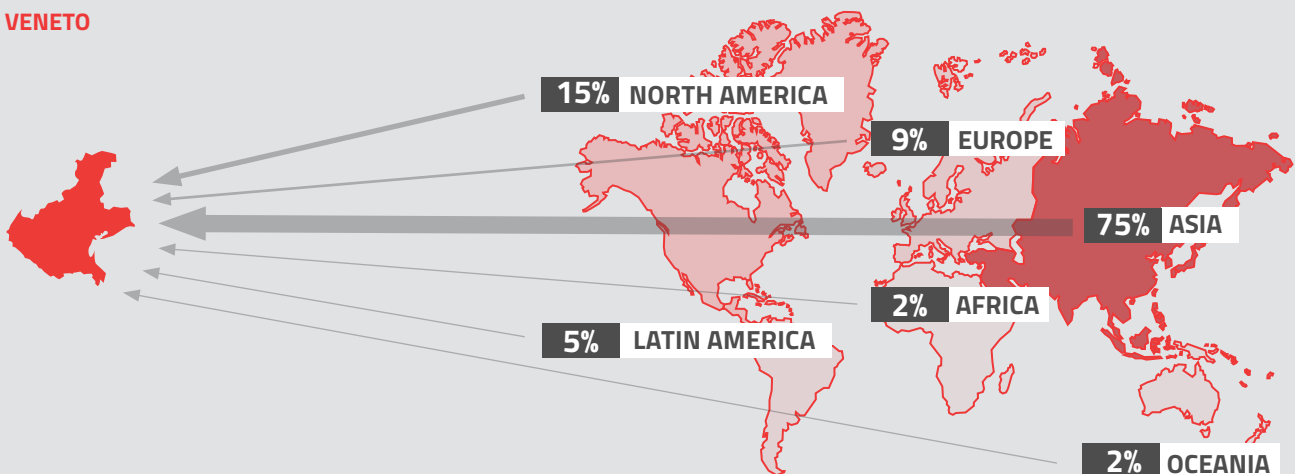 VENETO
15% NORTH AMERICA
9% EUROPE
75% ASIA
2% AFRICA
5% LATIN AMERICA
2% OCEANIA